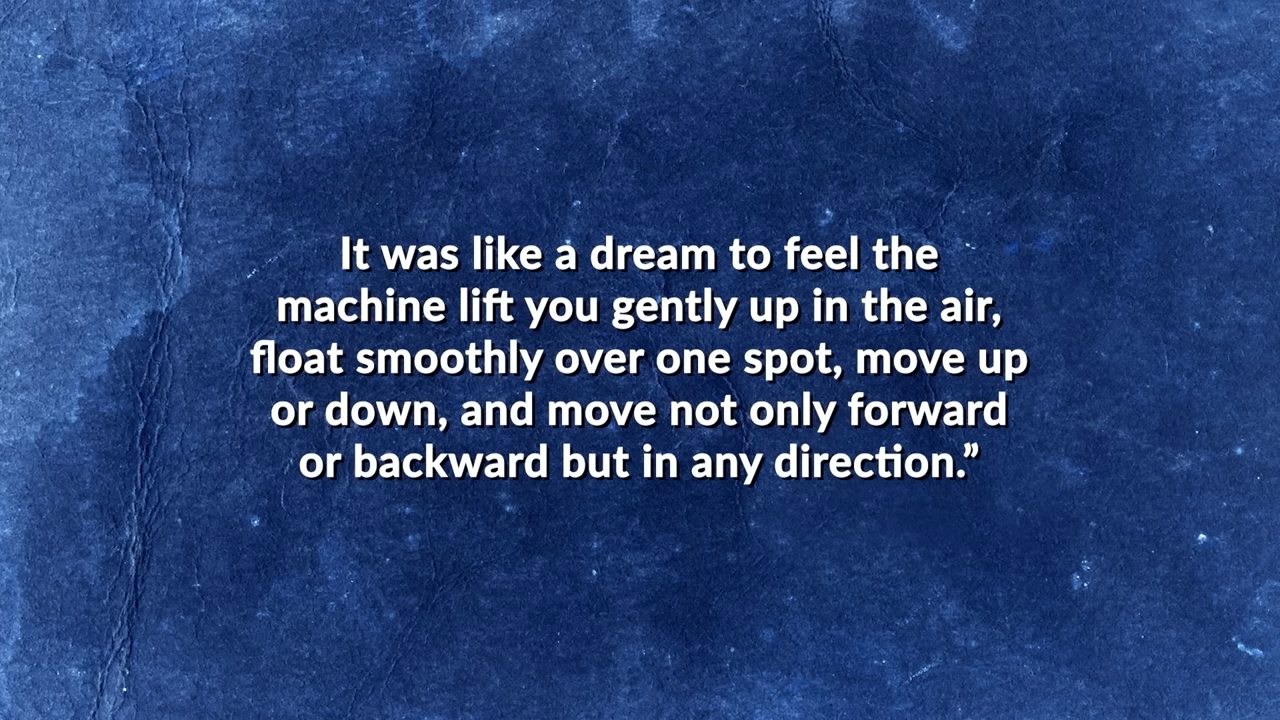 It was like a dream to feel the
machine lift you gently up in the air,
float smoothly over one spot, move up
or down, and move not only forward
or backward but in any direction.”